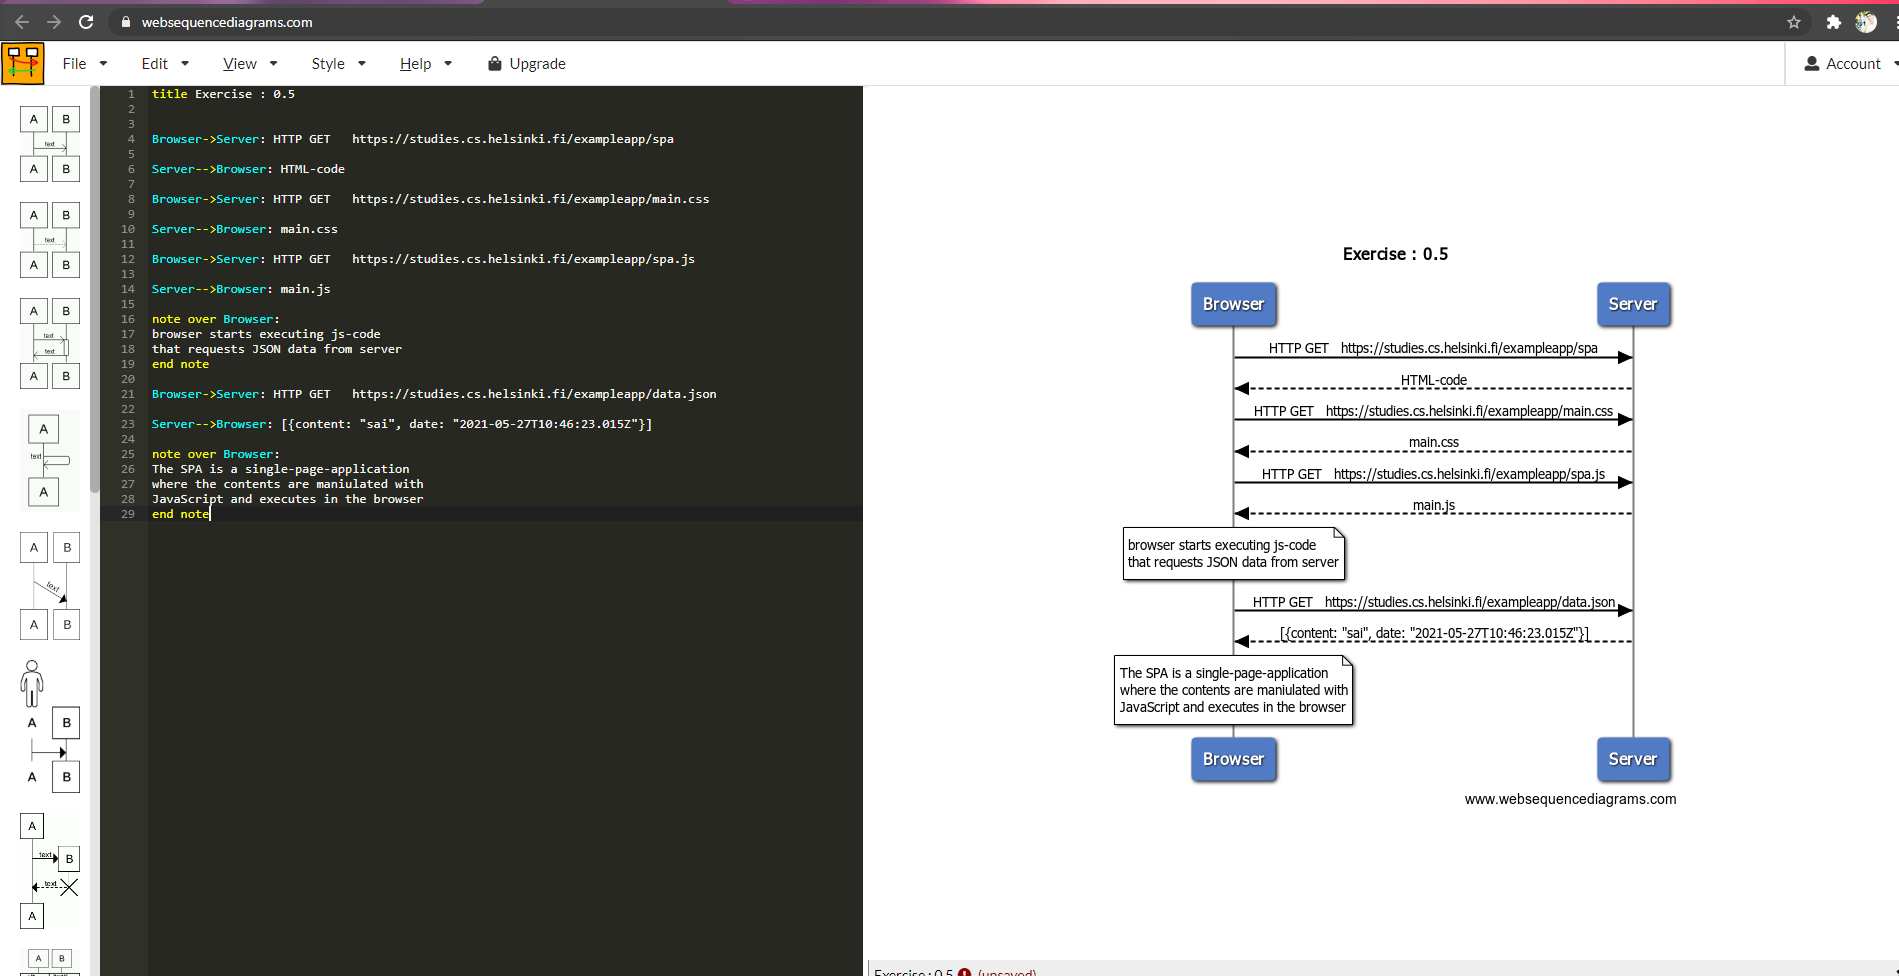 websequencediagrams.com
File Edit View Style Help Upgrade Account
A B
text
A B
A B
text
A B
A B
text
text
A B
A
text
A
A B
text
A B
A B
A B
A
text B
text
A
A B
1 title Exercise : 0.5
2
3
4 Browser->Server: HTTP GET   https://studies.cs.helsinki.fi/exampleapp/spa
5
6 Server-->Browser: HTML-code
7
8 Browser->Server: HTTP GET   https://studies.cs.helsinki.fi/exampleapp/main.css
9
10 Server-->Browser: main.css
11
12 Browser->Server: HTTP GET   https://studies.cs.helsinki.fi/exampleapp/spa.js
13
14 Server-->Browser: main.js
15
16 note over Browser:
17 browser starts executing js-code
18 that requests JSON data from server
19 end note
20
21 Browser->Server: HTTP GET   https://studies.cs.helsinki.fi/exampleapp/data.json
22
23 Server-->Browser: [{content: "sai", date: "2021-05-27T10:46:23.015Z"}]
24
25 note over Browser:
26 The SPA is a single-page-application
27 where the contents are maniulated with
28 JavaScript and executes in the browser
29 end note
Exercise : 0.5
Browser Server
HTTP GET   https://studies.cs.helsinki.fi/exampleapp/spa
HTML-code
HTTP GET   https://studies.cs.helsinki.fi/exampleapp/main.css
main.css
HTTP GET   https://studies.cs.helsinki.fi/exampleapp/spa.js
main.js
browser starts executing js-code
that requests JSON data from server
HTTP GET   https://studies.cs.helsinki.fi/exampleapp/data.json
[{content: "sai", date: "2021-05-27T10:46:23.015Z"}]
The SPA is a single-page-application
where the contents are maniulated with
JavaScript and executes in the browser
Browser Server
www.websequencediagrams.com
Exercise : 0.5 (unsaved)